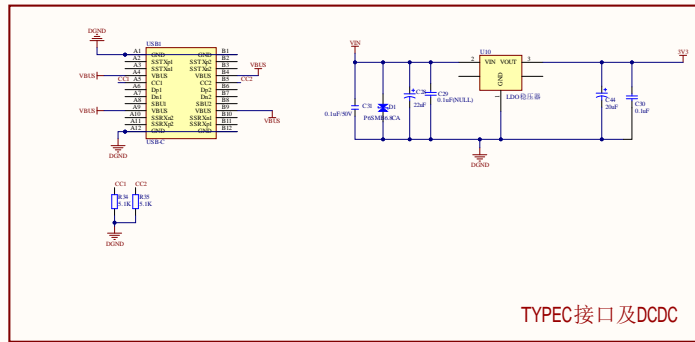 DGND
USB1
A1 GND GND B1
A2 SSTXp1 SSTXp2 B2
A3 SSTXn1 SSTXn2 B3
VBUS A4 VBUS VBUS B4 VBUS
CC1 A5 CC1 CC2 B5 CC2
A6 Dp1 Dp2 B6
A7 Dn1 Dn2 B7
A8 SBU1 SBU2 B8
VBUS A9 VBUS VBUS B9 VBUS
A10 SSRXn2 SSRXn1 B10
A11 SSRXp2 SSRXp1 B11
A12 GND GND B12
USB-C
DGND
CC1 CC2
R34 R35
5.1K 5.1K
DGND
VIN
U10
3V3
2 VIN VOUT 3
GND
1
LDO稳压器
C31
0.1uF/50V
D1
P6SMB6.8CA
C28
22uF
C29
0.1uF(NULL)
C44
20uF
C30
0.1uF
DGND
TYPEC接口及DCDC